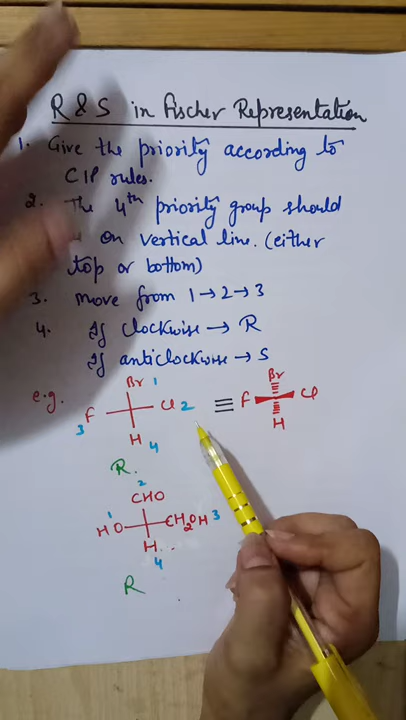 R & S in Fischer Representation
1. Give the priority according to
CIP rules.
2. The 4th priority group should
on vertical line. (either
top or bottom)
3. move from 1→2→3
4. If clockwise → R
If anticlockwise → S
e.g.
Br 1
F Cl 2 ≡ F Cl
3
H 4
Br
H
R.
2
CHO
1
HO CH2OH 3
H
4
R